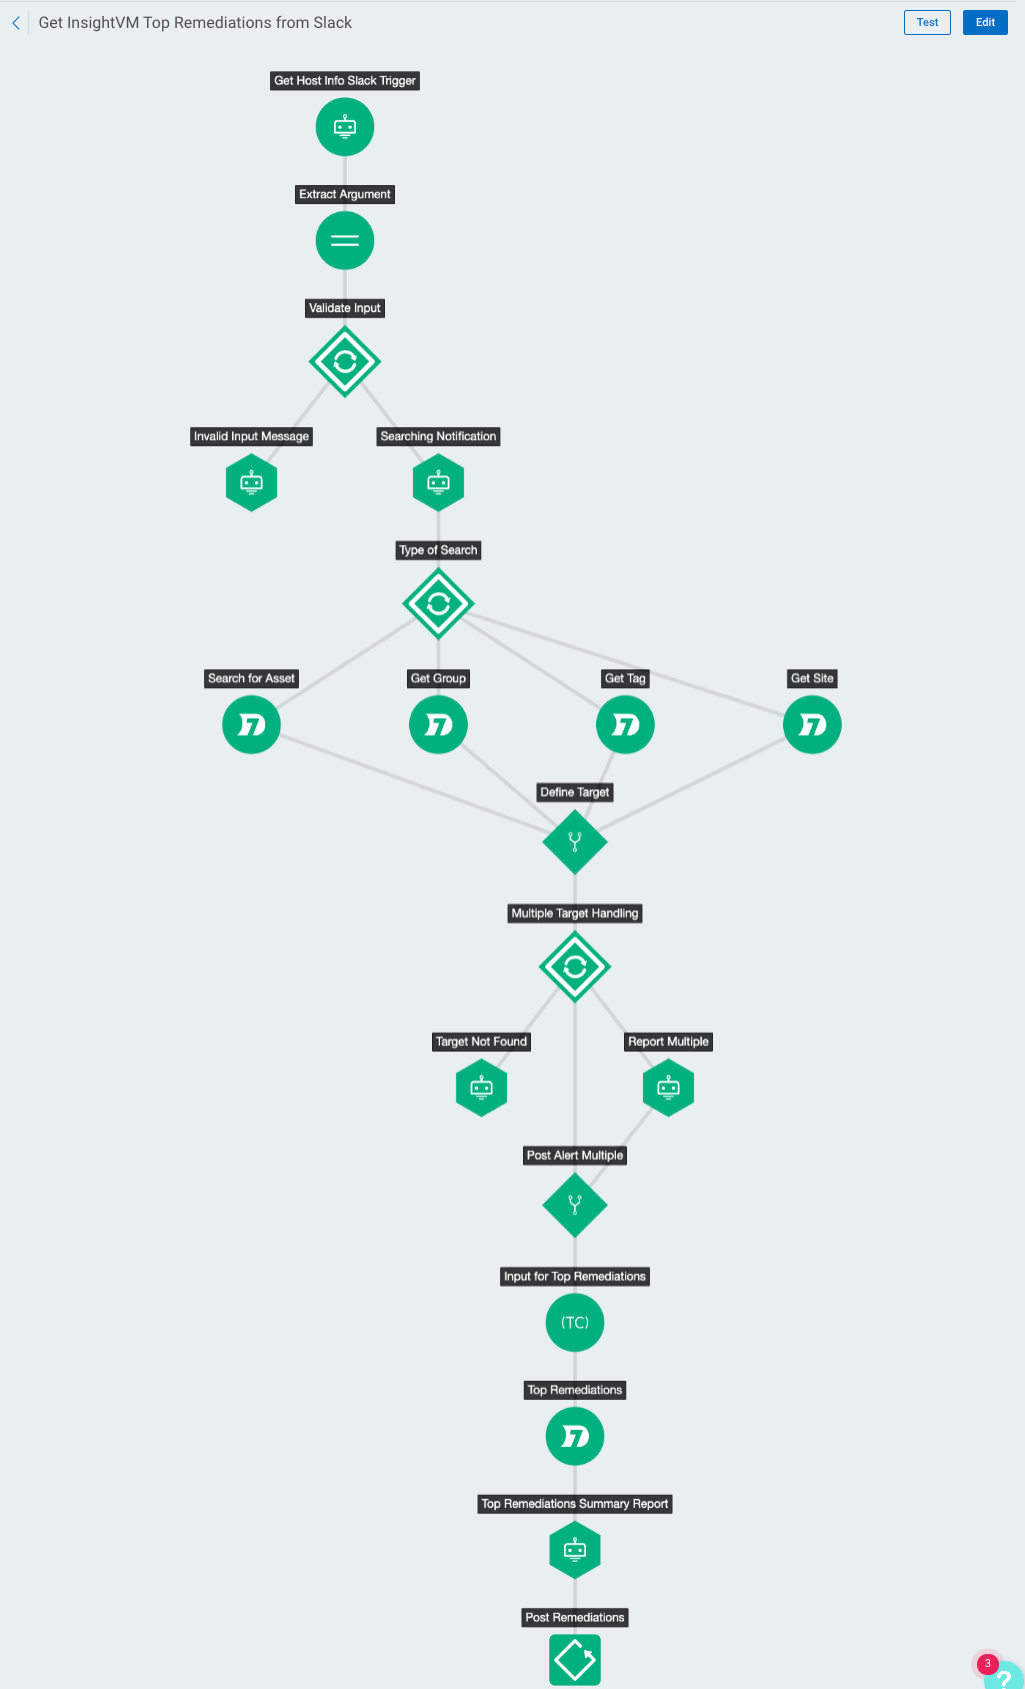 Get InsightVM Top Remediations from Slack
Test
Edit
Get Host Info Slack Trigger
Extract Argument
Validate Input
Invalid Input Message
Searching Notification
Type of Search
Search for Asset
Get Group
Get Tag
Get Site
Define Target
Multiple Target Handling
Target Not Found
Report Multiple
Post Alert Multiple
Input for Top Remediations
(TC)
Top Remediations
Top Remediations Summary Report
Post Remediations
3
?